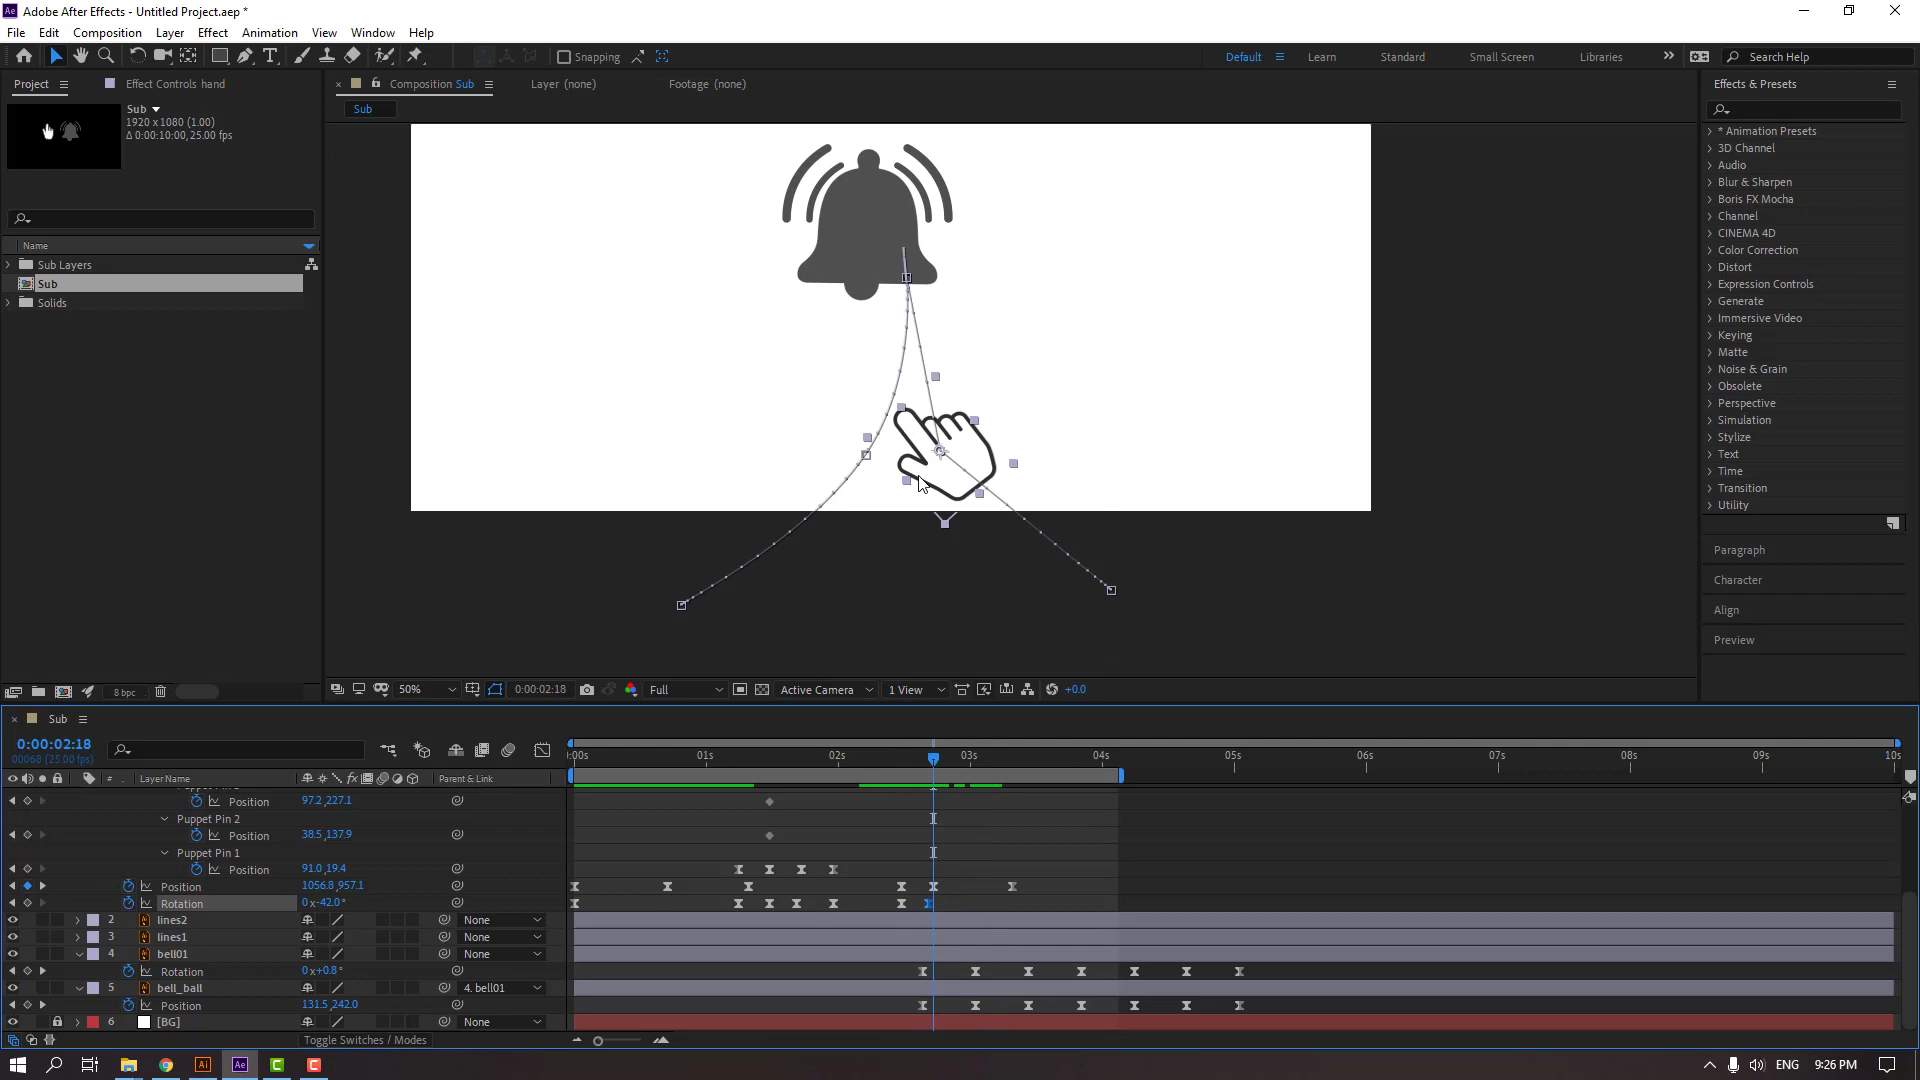 Adobe After Effects - Untitled Project.aep *
File Edit Composition Layer Effect Animation View Window Help
Snapping
Default Learn Standard Small Screen Libraries Search Help
Project Effect Controls hand
Composition Sub Layer (none) Footage (none)
Effects & Presets
Sub
1920 x 1080 (1.00)
Δ 0:00:10:00, 25.00 fps
Sub
Name
Sub Layers
Sub
Solids
* Animation Presets
3D Channel
Audio
Blur & Sharpen
Boris FX Mocha
Channel
CINEMA 4D
Color Correction
Distort
Expression Controls
Generate
Immersive Video
Keying
Matte
Noise & Grain
Obsolete
Perspective
Simulation
Stylize
Text
Time
Transition
Utility
Paragraph
Character
Align
Preview
8 bpc
50% 0:00:02:18 Full Active Camera 1 View +0.0
Sub
0:00:02:18
00068 (25.00 fps)
:00s 01s 02s 03s 04s 05s 06s 07s 08s 09s 10s
# Layer Name Parent & Link
Position 97.2,227.1
Puppet Pin 2
Position 38.5,137.9
Puppet Pin 1
Position 91.0,19.4
Position 1056.8,957.1
Rotation 0x-42.0°
2 lines2 None
3 lines1 None
4 bell01 None
Rotation 0x+0.8°
5 bell_ball 4. bell01
Position 131.5,242.0
6 [BG] None
Toggle Switches / Modes
ENG 9:26 PM